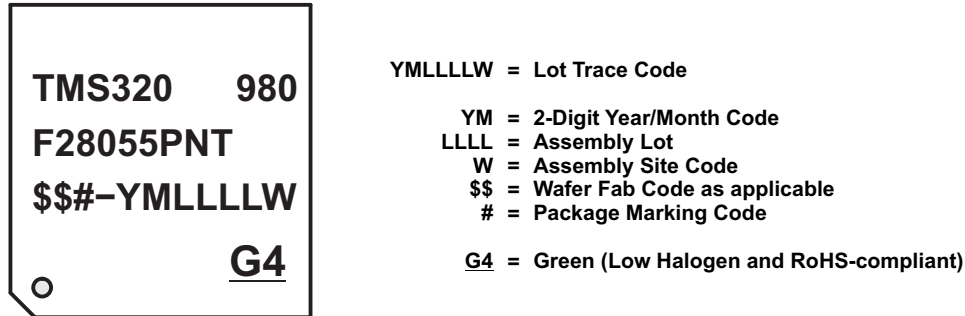 TMS320 980
F28055PNT
$$#−YMLLLLW
G4
YMLLLLW = Lot Trace Code
YM = 2-Digit Year/Month Code
LLLL = Assembly Lot
W = Assembly Site Code
$$ = Wafer Fab Code as applicable
# = Package Marking Code
G4 = Green (Low Halogen and RoHS-compliant)